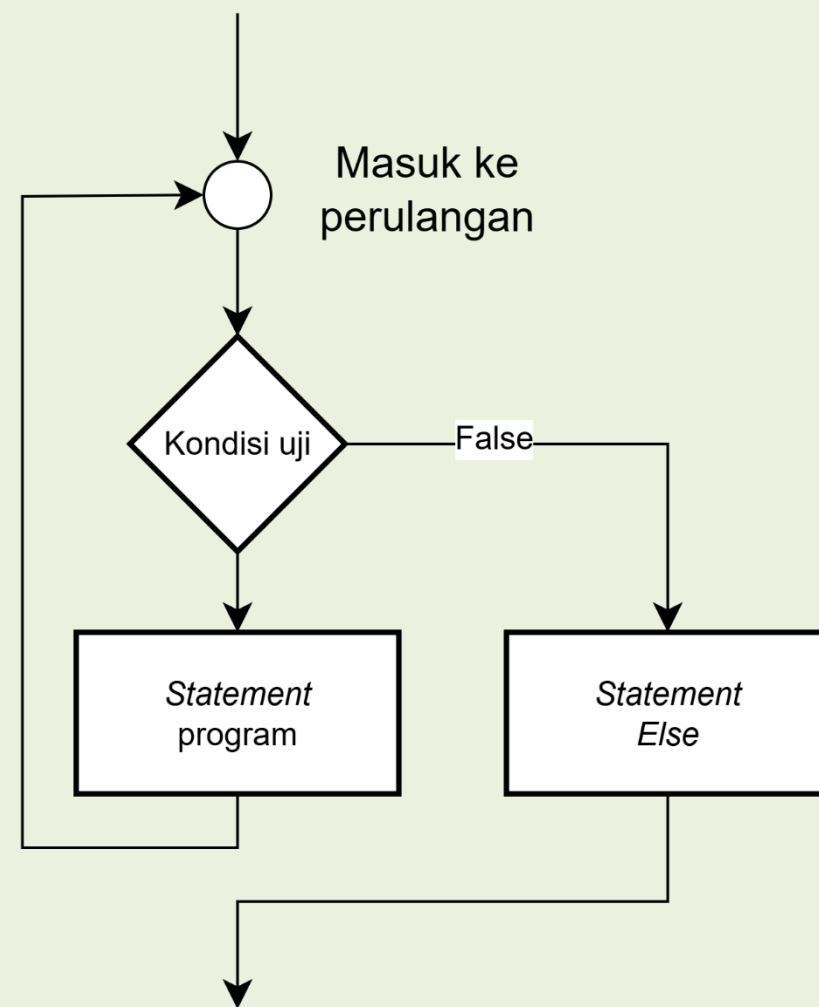 Masuk ke
perulangan
Kondisi uji
False
Statement
program
Statement
Else